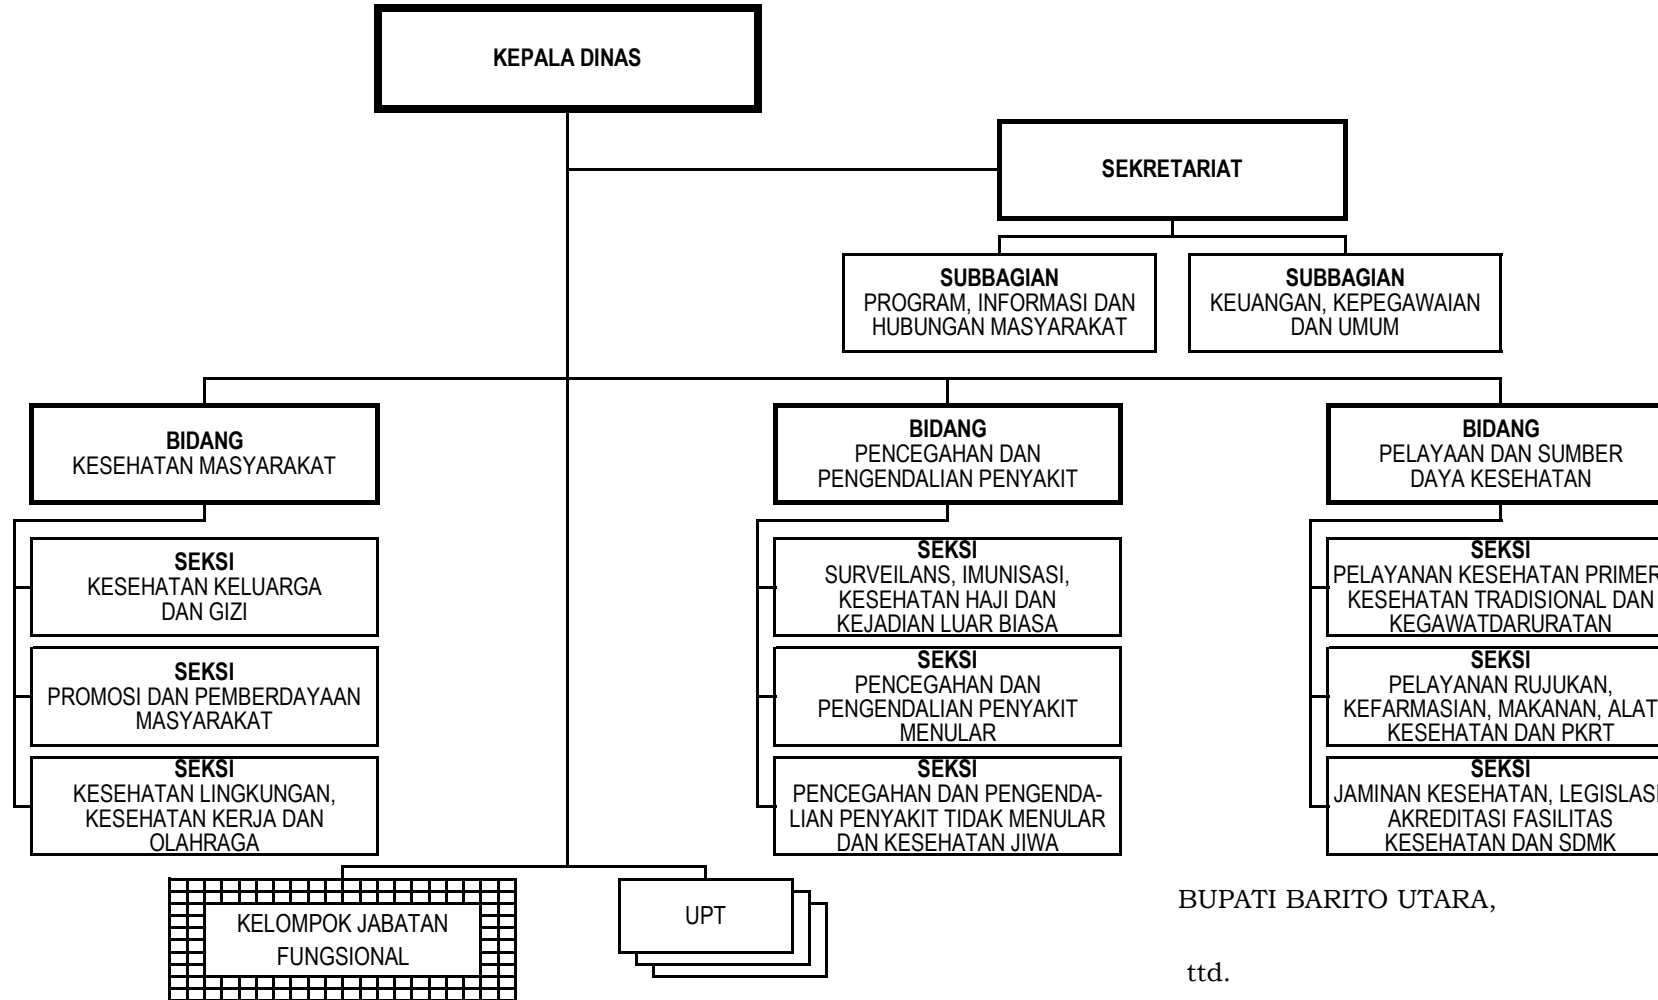 KEPALA DINAS
SEKRETARIAT
SUBBAGIAN
PROGRAM, INFORMASI DAN
HUBUNGAN MASYARAKAT
SUBBAGIAN
KEUANGAN, KEPEGAWAIAN
DAN UMUM
BIDANG
KESEHATAN MASYARAKAT
SEKSI
KESEHATAN KELUARGA
DAN GIZI
SEKSI
PROMOSI DAN PEMBERDAYAAN
MASYARAKAT
SEKSI
KESEHATAN LINGKUNGAN,
KESEHATAN KERJA DAN
OLAHRAGA
BIDANG
PENCEGAHAN DAN
PENGENDALIAN PENYAKIT
SEKSI
SURVEILANS, IMUNISASI,
KESEHATAN HAJI DAN
KEJADIAN LUAR BIASA
SEKSI
PENCEGAHAN DAN
PENGENDALIAN PENYAKIT
MENULAR
SEKSI
PENCEGAHAN DAN PENGENDA-
LIAN PENYAKIT TIDAK MENULAR
DAN KESEHATAN JIWA
BIDANG
PELAYAAN DAN SUMBER
DAYA KESEHATAN
SEKSI
PELAYANAN KESEHATAN PRIMER
KESEHATAN TRADISIONAL DAN
KEGAWATDARURATAN
SEKSI
PELAYANAN RUJUKAN,
KEFARMASIAN, MAKANAN, ALAT
KESEHATAN DAN PKRT
SEKSI
JAMINAN KESEHATAN, LEGISLASI
AKREDITASI FASILITAS
KESEHATAN DAN SDMK
KELOMPOK JABATAN
FUNGSIONAL
UPT
BUPATI BARITO UTARA,
ttd.